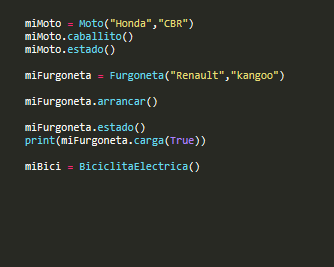 miMoto = Moto("Honda","CBR")
miMoto.caballito()
miMoto.estado()
miFurgoneta = Furgoneta("Renault","kangoo")
miFurgoneta.arrancar()
miFurgoneta.estado()
print(miFurgoneta.carga(True))
miBici = BiciclitaElectrica()